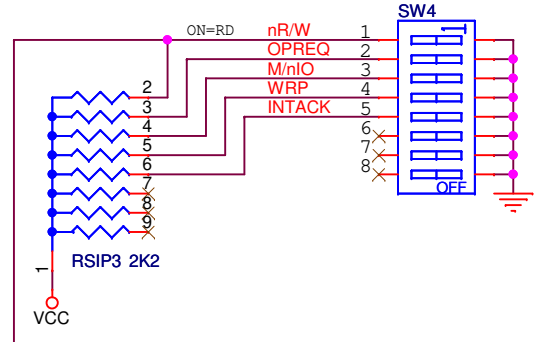 SW4
ON=RD nR/W 1
OPREQ 2
M/nIO 3
WRP 4
INTACK 5
6
7
8
1
OFF
2
3
4
5
6
7
8
9
RSIP3 2K2
1
VCC